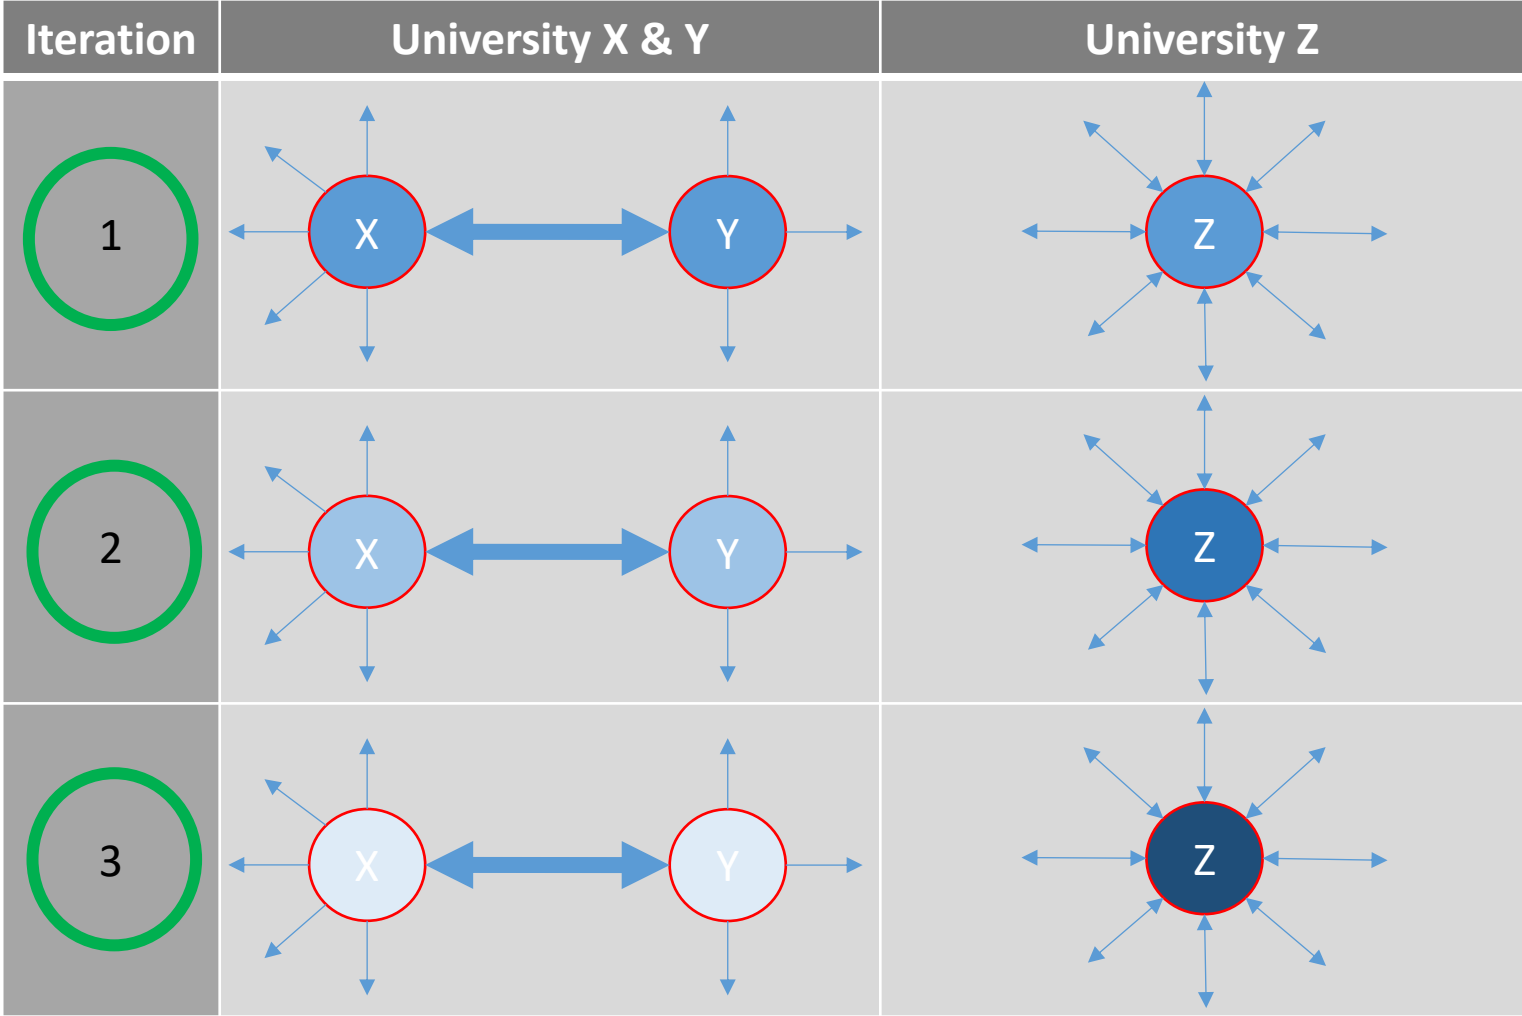 Iteration University X & Y University Z
1 X Y Z
2 X Y Z
3 X Y Z